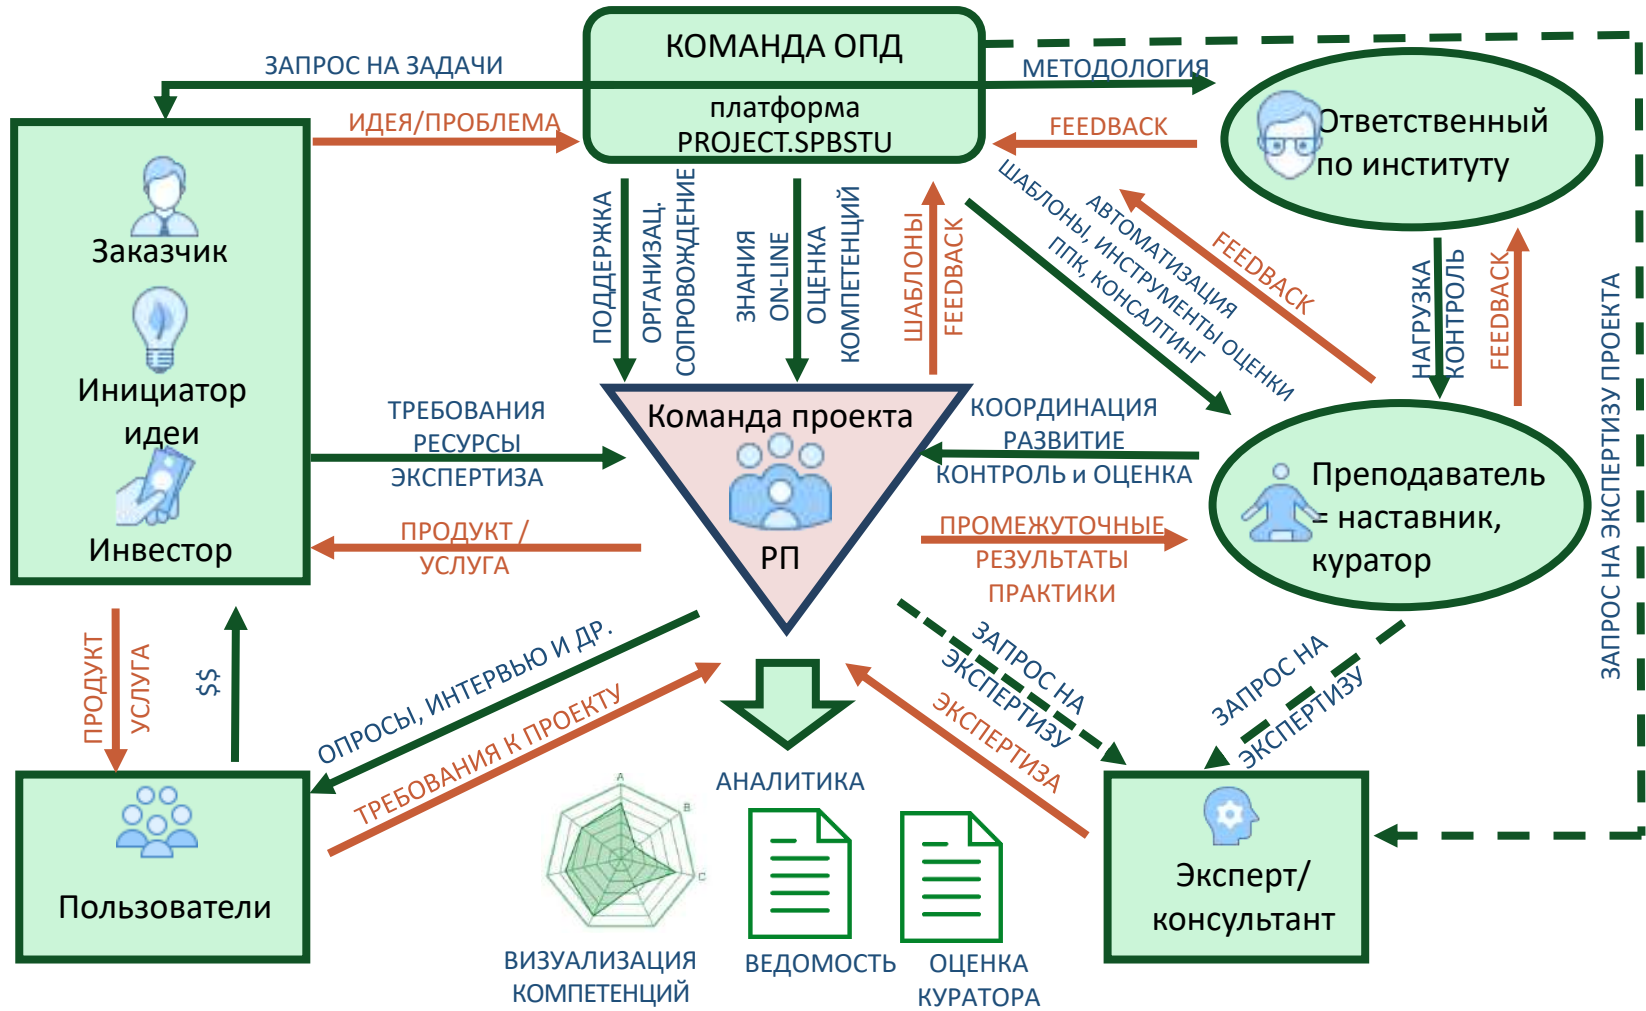 КОМАНДА ОПД
платформа
PROJECT.SPBSTU
ЗАПРОС НА ЗАДАЧИ
МЕТОДОЛОГИЯ
ИДЕЯ/ПРОБЛЕМА
FEEDBACK
Ответственный
по институту
Заказчик
Инициатор
идеи
Инвестор
ПОДДЕРЖКА
ОРГАНИЗАЦ.
СОПРОВОЖДЕНИЕ
ЗНАНИЯ
ON-LINE
ОЦЕНКА
КОМПЕТЕНЦИЙ
ШАБЛОНЫ
FEEDBACK
АВТОМАТИЗАЦИЯ
ШАБЛОНЫ, ИНСТРУМЕНТЫ ОЦЕНКИ
ППК, КОНСАЛТИНГ
FEEDBACK
НАГРУЗКА
КОНТРОЛЬ
FEEDBACK
ЗАПРОС НА ЭКСПЕРТИЗУ ПРОЕКТА
ТРЕБОВАНИЯ
РЕСУРСЫ
ЭКСПЕРТИЗА
Команда проекта
РП
КООРДИНАЦИЯ
РАЗВИТИЕ
КОНТРОЛЬ и ОЦЕНКА
Преподаватель
= наставник,
куратор
ПРОДУКТ /
УСЛУГА
ПРОМЕЖУТОЧНЫЕ
РЕЗУЛЬТАТЫ
ПРАКТИКИ
ПРОДУКТ
УСЛУГА
$$
ОПРОСЫ, ИНТЕРВЬЮ И ДР.
ТРЕБОВАНИЯ К ПРОЕКТУ
ЗАПРОС НА
ЭКСПЕРТИЗУ
ЭКСПЕРТИЗА
ЗАПРОС НА
ЭКСПЕРТИЗУ
Пользователи
АНАЛИТИКА
A
B
C
ВИЗУАЛИЗАЦИЯ
КОМПЕТЕНЦИЙ
ВЕДОМОСТЬ
ОЦЕНКА
КУРАТОРА
Эксперт/
консультант